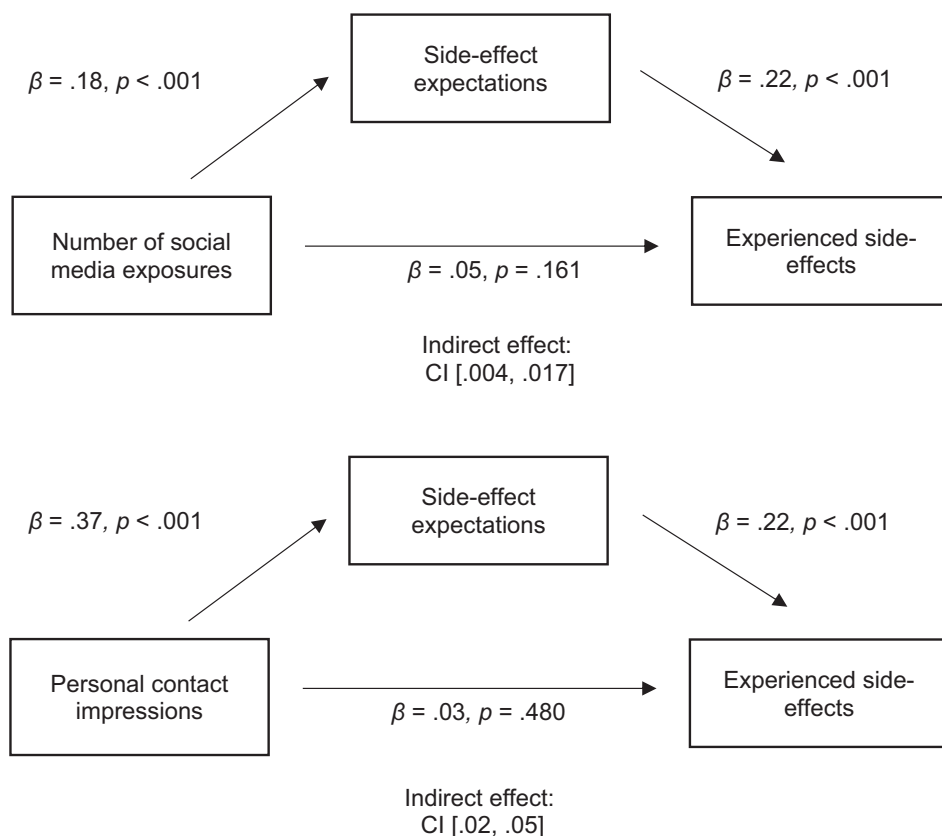 Side-effect
expectations
β = .18, p < .001
β = .22, p < .001
Number of social
media exposures
Experienced side-
effects
β = .05, p = .161
Indirect effect:
CI [.004, .017]
Side-effect
expectations
β = .37, p < .001
β = .22, p < .001
Personal contact
impressions
Experienced side-
effects
β = .03, p = .480
Indirect effect:
CI [.02, .05]